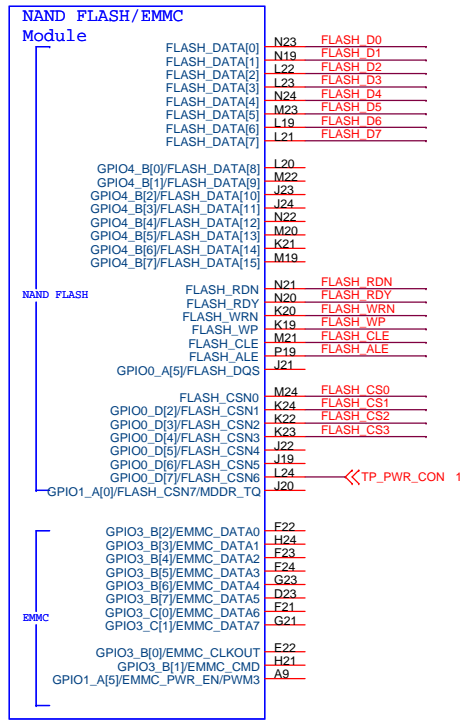 NAND FLASH/EMMC
Module
FLASH_DATA[0] N23 FLASH_D0
FLASH_DATA[1] N19 FLASH_D1
FLASH_DATA[2] L22 FLASH_D2
FLASH_DATA[3] L23 FLASH_D3
FLASH_DATA[4] N24 FLASH_D4
FLASH_DATA[5] M23 FLASH_D5
FLASH_DATA[6] L19 FLASH_D6
FLASH_DATA[7] L21 FLASH_D7
GPIO4_B[0]/FLASH_DATA[8] L20
GPIO4_B[1]/FLASH_DATA[9] M22
GPIO4_B[2]/FLASH_DATA[10] J23
GPIO4_B[3]/FLASH_DATA[11] J24
GPIO4_B[4]/FLASH_DATA[12] N22
GPIO4_B[5]/FLASH_DATA[13] M20
GPIO4_B[6]/FLASH_DATA[14] K21
GPIO4_B[7]/FLASH_DATA[15] M19
NAND FLASH
FLASH_RDN N21 FLASH_RDN
FLASH_RDY N20 FLASH_RDY
FLASH_WRN K20 FLASH_WRN
FLASH_WP K19 FLASH_WP
FLASH_CLE M21 FLASH_CLE
FLASH_ALE P19 FLASH_ALE
GPIO0_A[5]/FLASH_DQS J21
FLASH_CSN0 M24 FLASH_CS0
GPIO0_D[2]/FLASH_CSN1 K24 FLASH_CS1
GPIO0_D[3]/FLASH_CSN2 K22 FLASH_CS2
GPIO0_D[4]/FLASH_CSN3 K23 FLASH_CS3
GPIO0_D[5]/FLASH_CSN4 J22
GPIO0_D[6]/FLASH_CSN5 J19
GPIO0_D[7]/FLASH_CSN6 L24 TP_PWR_CON 1
GPIO1_A[0]/FLASH_CSN7/MDDR_TQ J20
GPIO3_B[2]/EMMC_DATA0 F22
GPIO3_B[3]/EMMC_DATA1 H24
GPIO3_B[4]/EMMC_DATA2 F23
GPIO3_B[5]/EMMC_DATA3 F24
GPIO3_B[6]/EMMC_DATA4 G23
GPIO3_B[7]/EMMC_DATA5 D23
GPIO3_C[0]/EMMC_DATA6 F21
GPIO3_C[1]/EMMC_DATA7 G21
EMMC
GPIO3_B[0]/EMMC_CLKOUT E22
GPIO3_B[1]/EMMC_CMD H21
GPIO1_A[5]/EMMC_PWR_EN/PWM3 A9